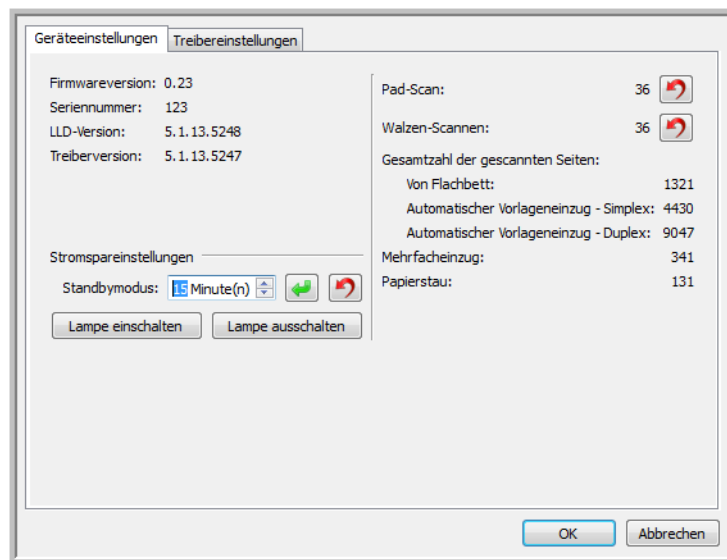 Geräteeinstellungen
Treibereinstellungen
Firmwareversion: 0.23
Seriennummer: 123
LLD-Version: 5.1.13.5248
Treiberversion: 5.1.13.5247
Stromspareinstellungen
Standbymodus: 15 Minute(n)
Lampe einschalten
Lampe ausschalten
Pad-Scan: 36
Walzen-Scannen: 36
Gesamtzahl der gescannten Seiten:
Von Flachbett: 1321
Automatischer Vorlageneinzug - Simplex: 4430
Automatischer Vorlageneinzug - Duplex: 9047
Mehrfacheinzug: 341
Papierstau: 131
OK
Abbrechen